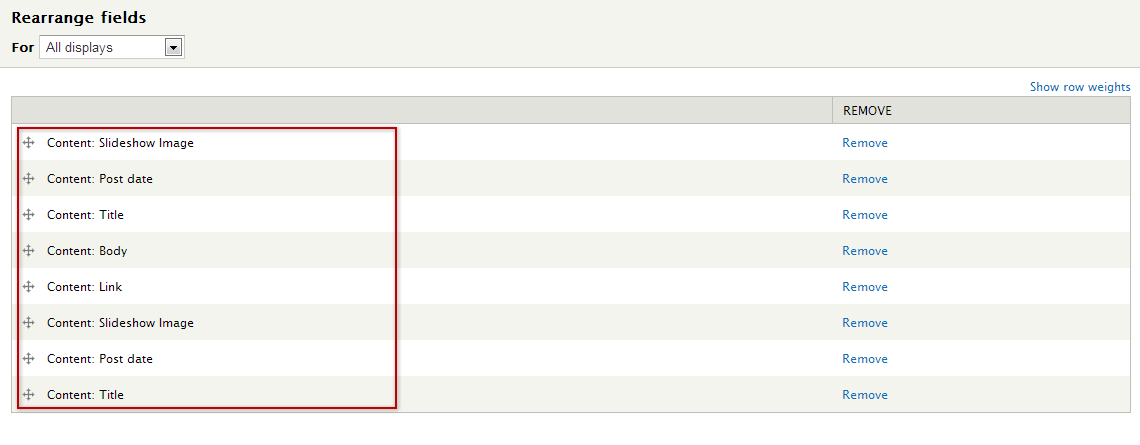 Rearrange fields
For All displays
Show row weights
REMOVE
Content: Slideshow Image Remove
Content: Post date Remove
Content: Title Remove
Content: Body Remove
Content: Link Remove
Content: Slideshow Image Remove
Content: Post date Remove
Content: Title Remove